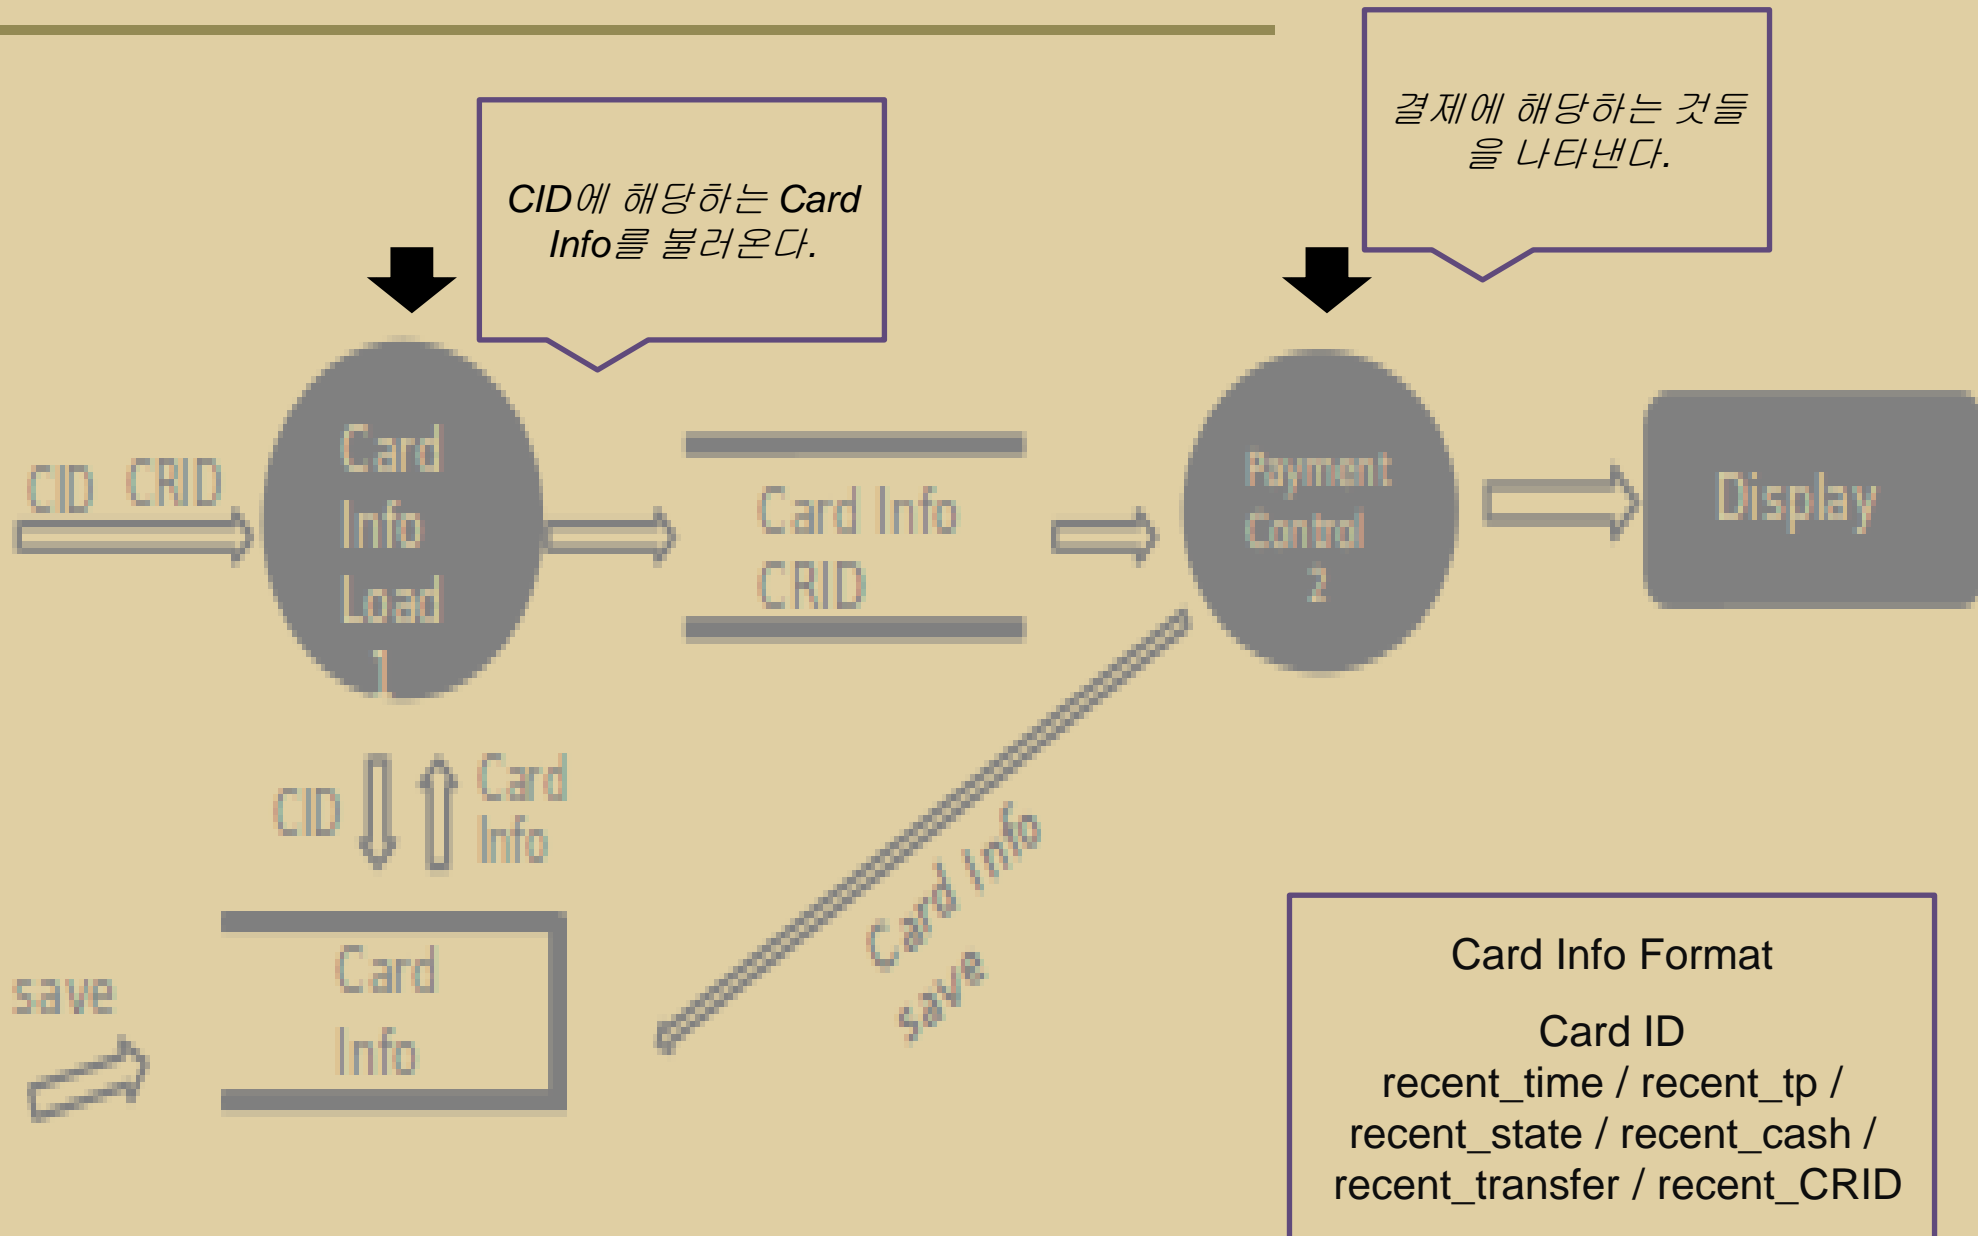 결제에 해당하는 것들
을 나타낸다.
CID에 해당하는 Card
Info를 불러온다.
CID CRID
Card
Info
Load
1
Card Info
CRID
Payment
Control
2
Display
CID
Card
Info
save
Card
Info
Card Info
save
Card Info Format
Card ID
recent_time / recent_tp /
recent_state / recent_cash /
recent_transfer / recent_CRID